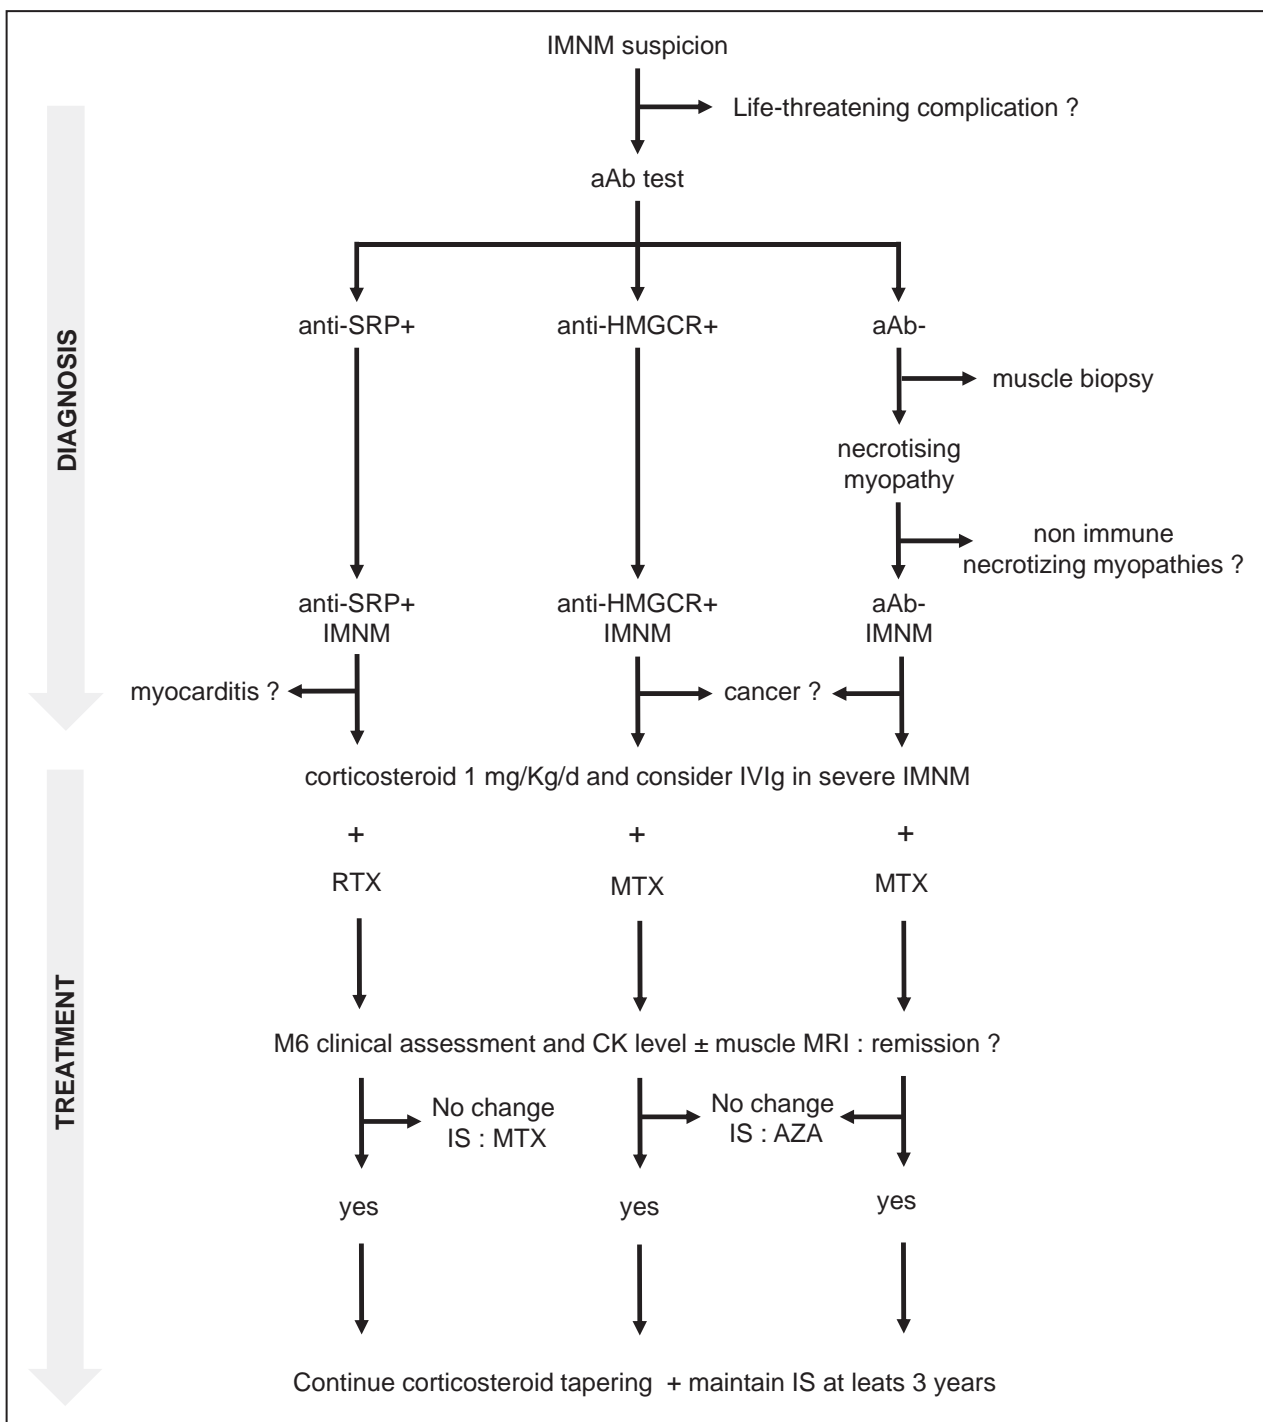 IMNM suspicion
Life-threatening complication ?
aAb test
anti-SRP+
anti-HMGCR+
aAb-
muscle biopsy
necrotising
myopathy
non immune
necrotizing myopathies ?
anti-SRP+
IMNM
anti-HMGCR+
IMNM
aAb-
IMNM
myocarditis ?
cancer ?
DIAGNOSIS
corticosteroid 1 mg/Kg/d and consider IVIg in severe IMNM
+
+
+
RTX
MTX
MTX
M6 clinical assessment and CK level ± muscle MRI : remission ?
No change
IS : MTX
No change
IS : AZA
yes
yes
yes
TREATMENT
Continue corticosteroid tapering + maintain IS at leats 3 years